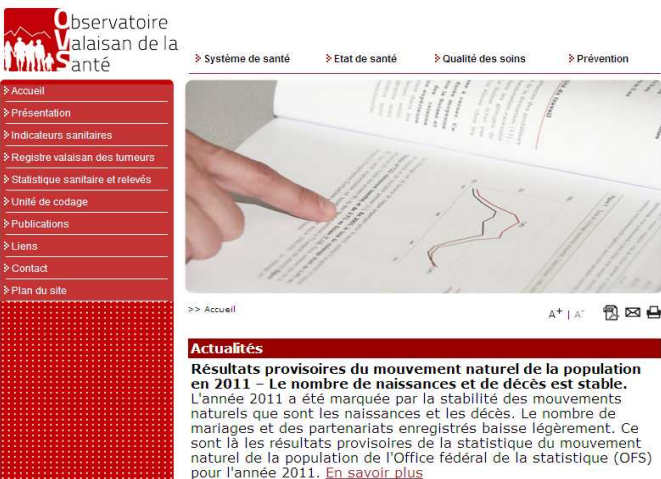 Observatoire
Valaisan de la
Santé
Système de santé
Etat de santé
Qualité des soins
Prévention
Accueil
Présentation
Indicateurs sanitaires
Registre valaisan des tumeurs
Statistique sanitaire et relevés
Unité de codage
Publications
Liens
Contact
Plan du site
>> Accueil
A+ | A-
Actualités
Résultats provisoires du mouvement naturel de la population
en 2011 – Le nombre de naissances et de décès est stable.
L'année 2011 a été marquée par la stabilité des mouvements
naturels que sont les naissances et les décès. Le nombre de
mariages et des partenariats enregistrés baisse légèrement. Ce
sont là les résultats provisoires de la statistique du mouvement
naturel de la population de l'Office fédéral de la statistique (OFS)
pour l'année 2011. En savoir plus